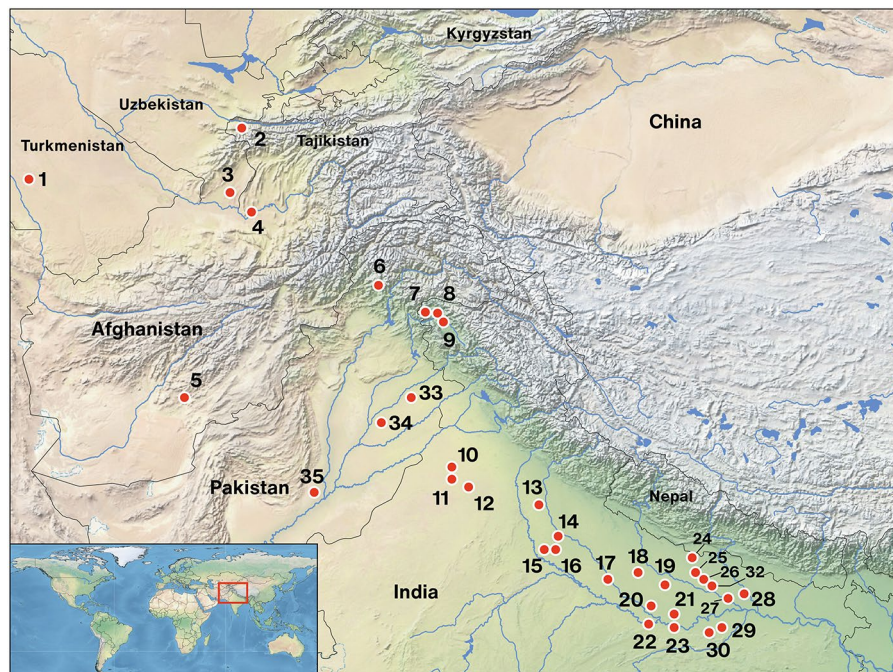 Kyrgyzstan
Uzbekistan
China
2
Tajikistan
Turkmenistan
1
3
4
6
7 8
Afghanistan
9
5
33
34
10
35
Pakistan
11
12
13
Nepal
14
24
15 16
25
17 18 19
26 32
India
20 21
27 28
22 23
29
30